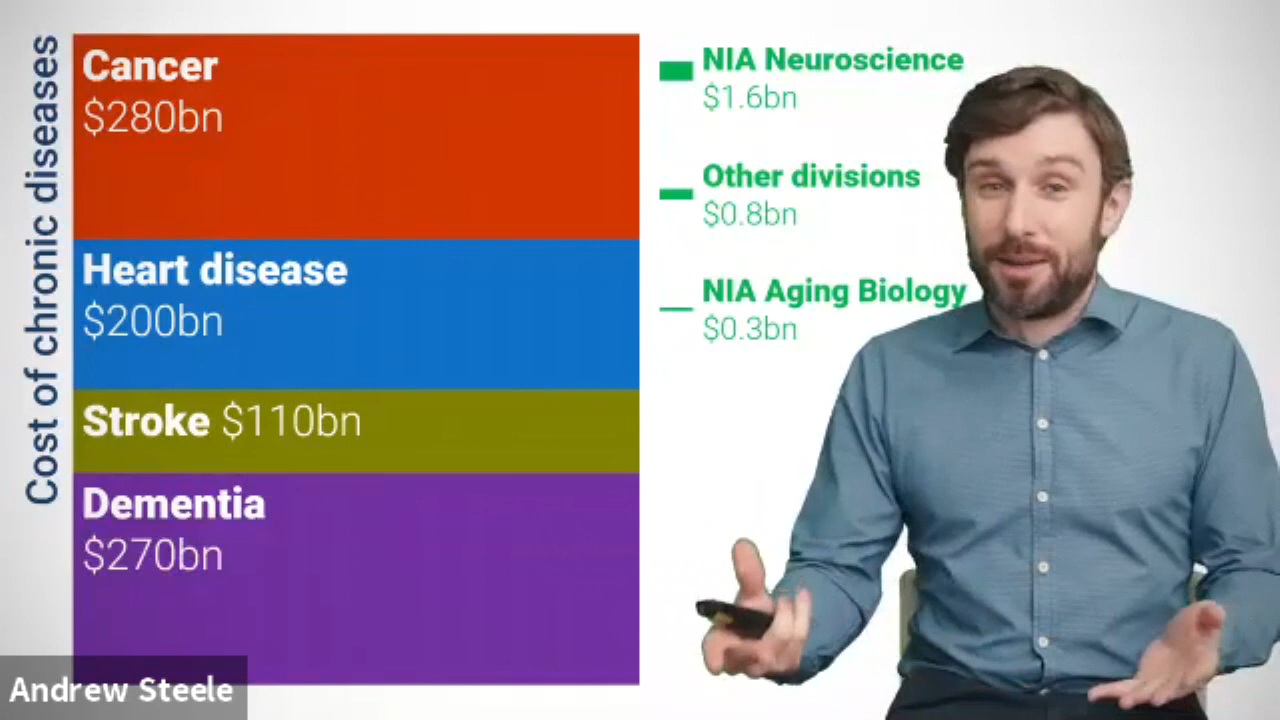 Cost of chronic diseases
Cancer
$280bn
Heart disease
$200bn
Stroke $110bn
Dementia
$270bn
NIA Neuroscience
$1.6bn
Other divisions
$0.8bn
NIA Aging Biology
$0.3bn
Andrew Steele